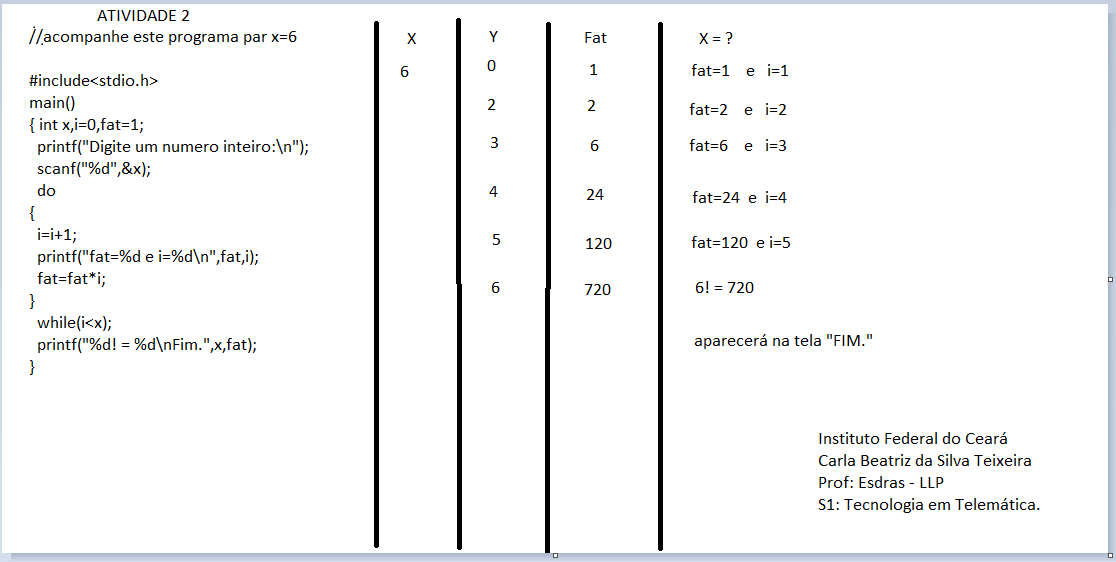 ATIVIDADE 2
//acompanhe este programa par x=6
#include<stdio.h>
main()
{ int x,i=0,fat=1;
printf("Digite um numero inteiro:\n");
scanf("%d",&x);
do
{
i=i+1;
printf("fat=%d e i=%d\n",fat,i);
fat=fat*i;
}
while(i<x);
printf("%d! = %d\nFim.",x,fat);
}
X Y Fat X = ?
6 0 1 fat=1 e i=1
2 2 fat=2 e i=2
3 6 fat=6 e i=3
4 24 fat=24 e i=4
5 120 fat=120 e i=5
6 720 6! = 720
aparecerá na tela "FIM."
Instituto Federal do Ceará
Carla Beatriz da Silva Teixeira
Prof: Esdras - LLP
S1: Tecnologia em Telemática.